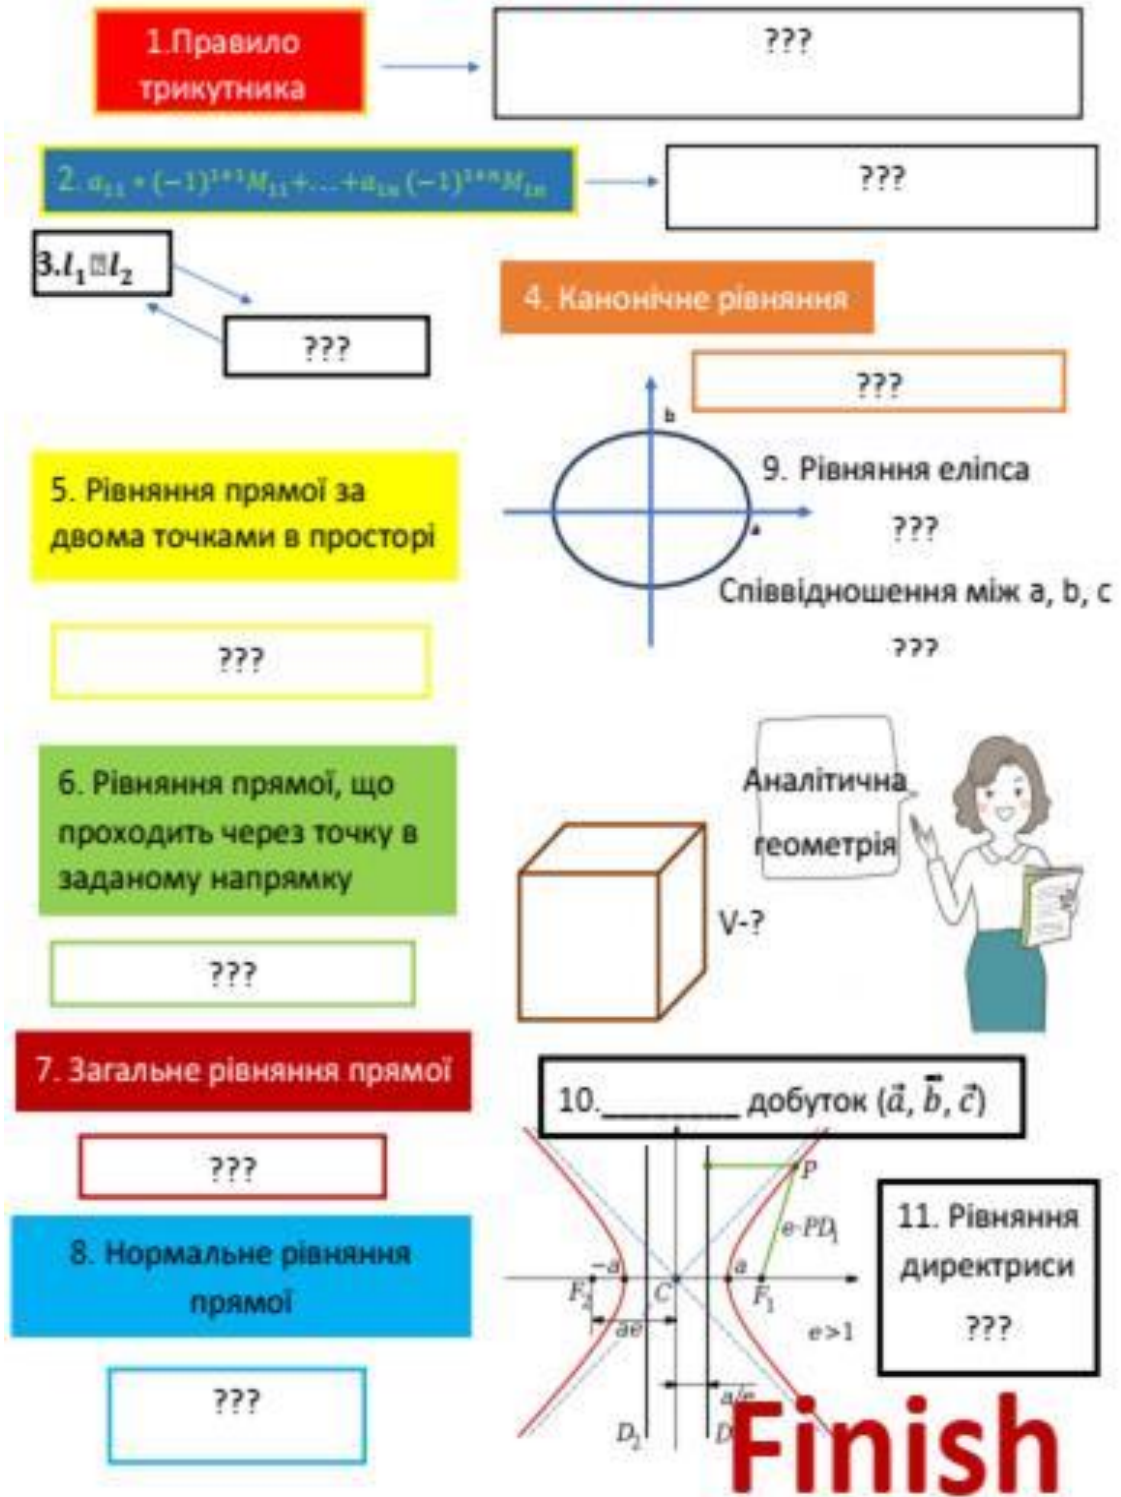 1.Правило
трикутника
???
2. a₁₁ * (−1)¹⁺¹M₁₁+...+a₁ₙ (−1)¹⁺ⁿM₁ₙ
???
3.l₁ l₂
???
4. Канонічне рівняння
???
b
a
5. Рівняння прямої за
двома точками в просторі
???
9. Рівняння еліпса
???
Співвідношення між a, b, c
???
6. Рівняння прямої, що
проходить через точку в
заданому напрямку
???
Аналітична
геометрія
V-?
7. Загальне рівняння прямої
???
8. Нормальне рівняння
прямої
???
10.________ добуток (a⃗, b̅, c⃗)
P
e·PD₁
−a
a
F₂
C
F₁
ae
e>1
a/e
D₂
D
11. Рівняння
директриси
???
Finish